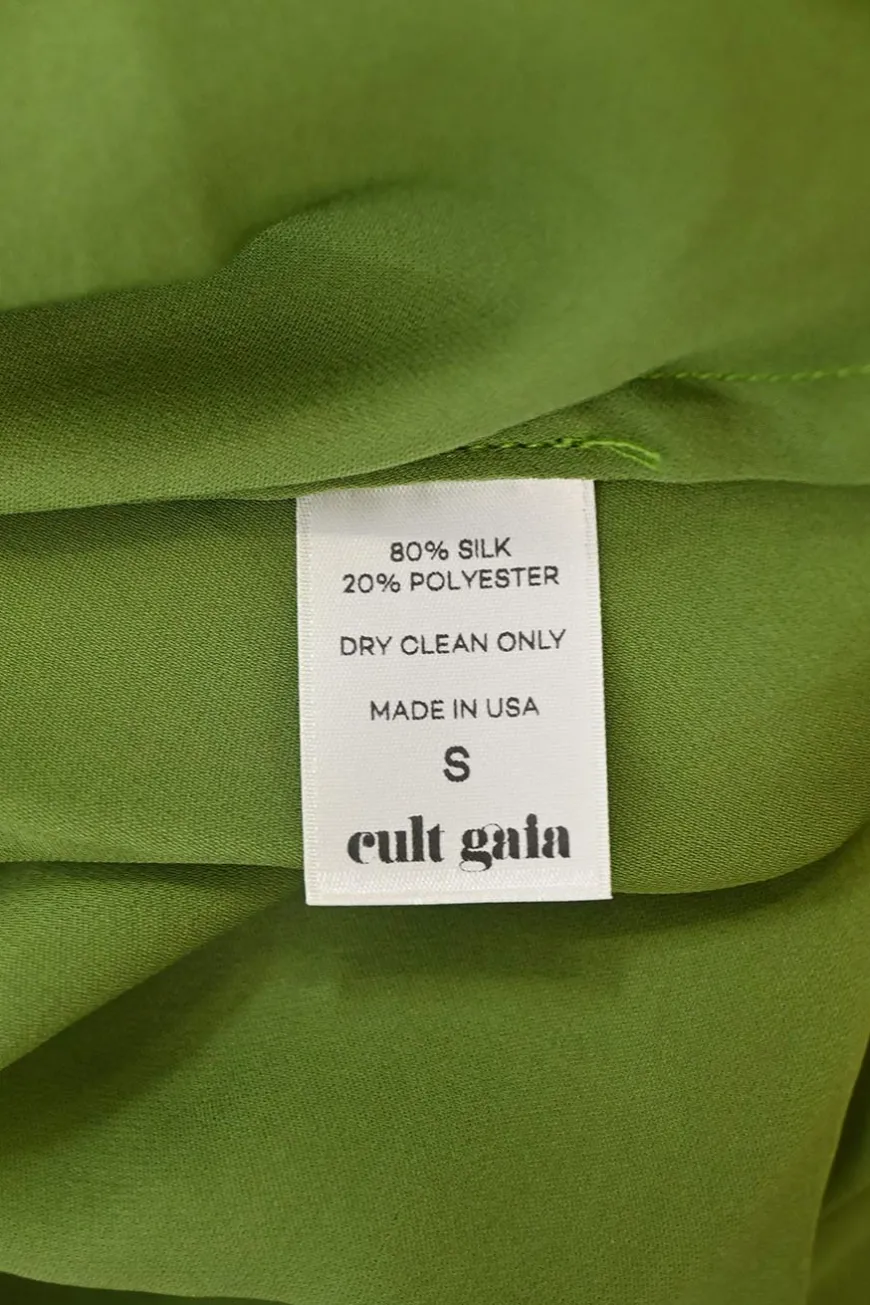 80% SILK
20% POLYESTER
DRY CLEAN ONLY
MADE IN USA
S
cult gaia